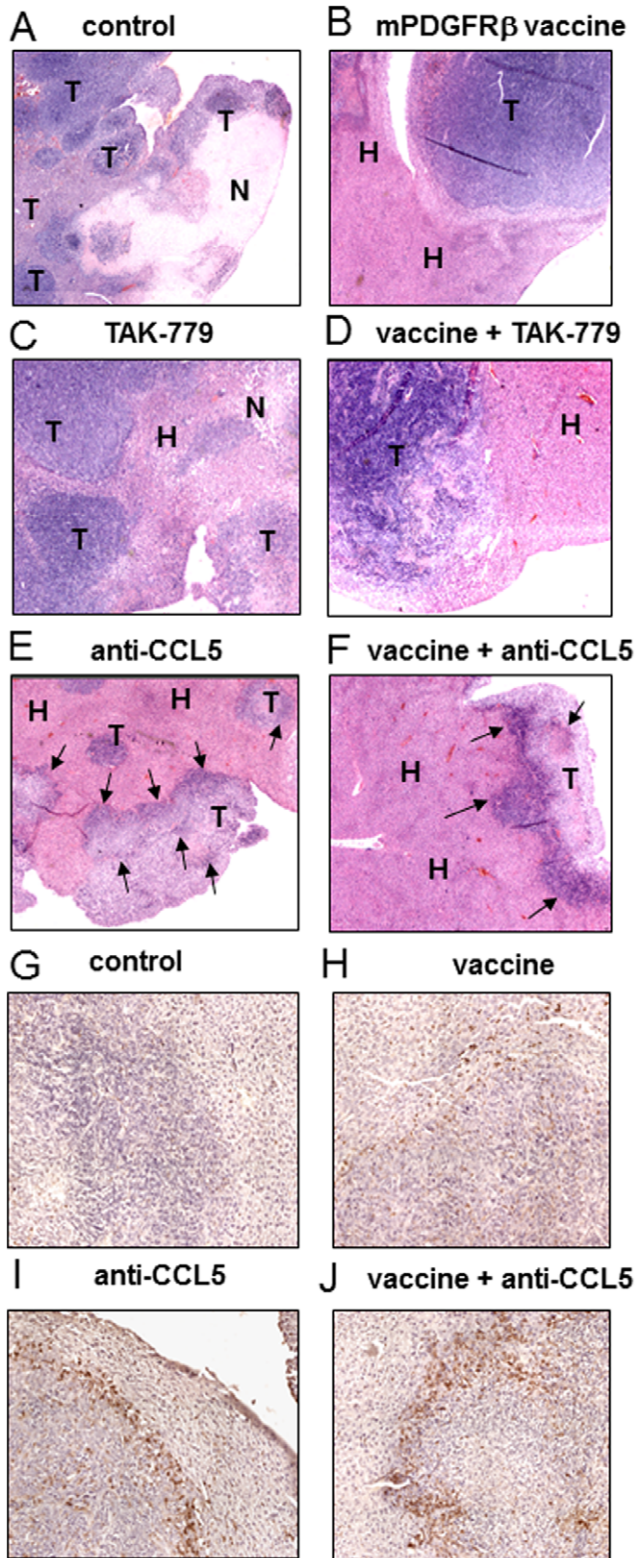 A control
B mPDGFRβ vaccine
T
T
T
T
T
N
T
H
H
C TAK-779
D vaccine + TAK-779
T
H
N
T
T
T
H
E anti-CCL5
F vaccine + anti-CCL5
H
H
T
T
T
H
T
H
G control
H vaccine
I anti-CCL5
J vaccine + anti-CCL5